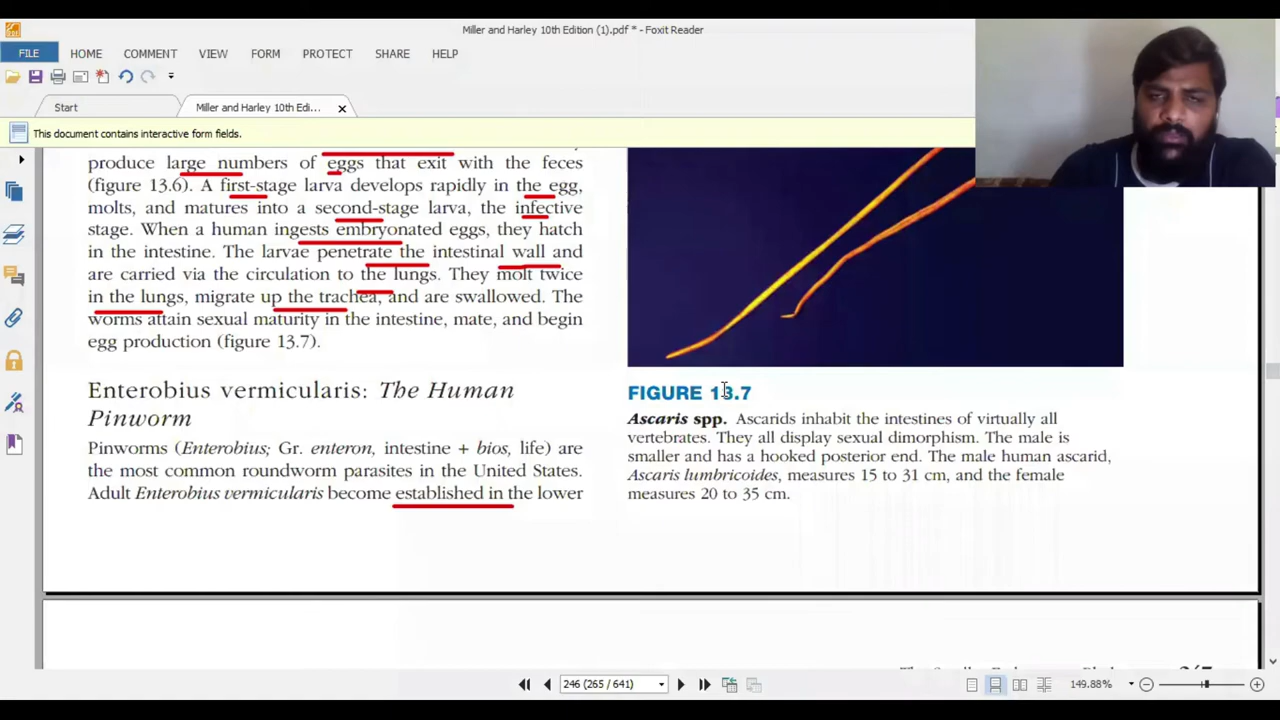 Miller and Harley 10th Edition (1).pdf * - Foxit Reader
FILE HOME COMMENT VIEW FORM PROTECT SHARE HELP
Start
Miller and Harley 10th Edi...
This document contains interactive form fields.
produce large numbers of eggs that exit with the feces
(figure 13.6). A first-stage larva develops rapidly in the egg,
molts, and matures into a second-stage larva, the infective
stage. When a human ingests embryonated eggs, they hatch
in the intestine. The larvae penetrate the intestinal wall and
are carried via the circulation to the lungs. They molt twice
in the lungs, migrate up the trachea, and are swallowed. The
worms attain sexual maturity in the intestine, mate, and begin
egg production (figure 13.7).
Enterobius vermicularis: The Human
Pinworm
Pinworms (Enterobius; Gr. enteron, intestine + bios, life) are
the most common roundworm parasites in the United States.
Adult Enterobius vermicularis become established in the lower
FIGURE 13.7
Ascaris spp. Ascarids inhabit the intestines of virtually all
vertebrates. They all display sexual dimorphism. The male is
smaller and has a hooked posterior end. The male human ascarid,
Ascaris lumbricoides, measures 15 to 31 cm, and the female
measures 20 to 35 cm.
246 (265 / 641)
149.88%